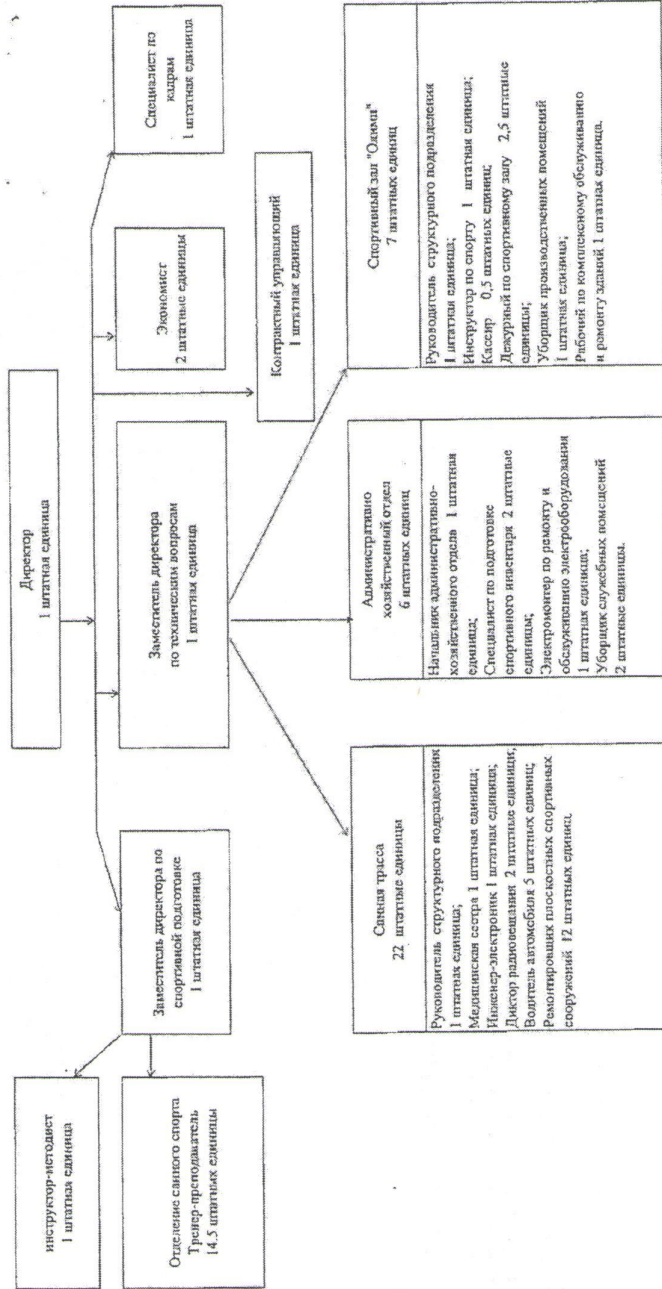 Директор
1 штатная единица
инструктор-методист
1 штатная единица
Отделение санного спорта
Тренер-преподаватель
14.5 штатных единицы
Заместитель директора по
спортивной подготовке
1 штатная единица
Заместитель директора
по техническим вопросам
1 штатная единица
Экономист
2 штатные единицы
Специалист по
кадрам
1 штатная единица
Контрактный управляющий
1 штатная единица
Санная трасса
22 штатные единицы
Руководитель структурного подразделения
1 штатная единица;
Медицинская сестра 1 штатная единица;
Инженер-электроник 1 штатная единица;
Диктор радиовещания 2 штатные единицы;
Водитель автомобиля 5 штатных единиц;
Ремонтировщик плоскостных спортивных
сооружений 12 штатных единиц.
Административно
хозяйственный отдел
6 штатных единиц
Начальник административно-
хозяйственного отдела 1 штатная
единица;
Специалист по подготовке
спортивного инвентаря 2 штатные
единицы;
Электромонтер по ремонту и
обслуживанию электрооборудования
1 штатная единица;
Уборщик служебных помещений
2 штатные единицы.
Спортивный зал "Олимп"
7 штатных единиц
Руководитель структурного подразделения
1 штатная единица;
Инструктор по спорту 1 штатная единица;
Кассир 0,5 штатных единиц;
Дежурный по спортивному залу 2,5 штатные
единицы;
Уборщик производственных помещений
1 штатная единица;
Рабочий по комплексному обслуживанию
и ремонту зданий 1 штатная единица.